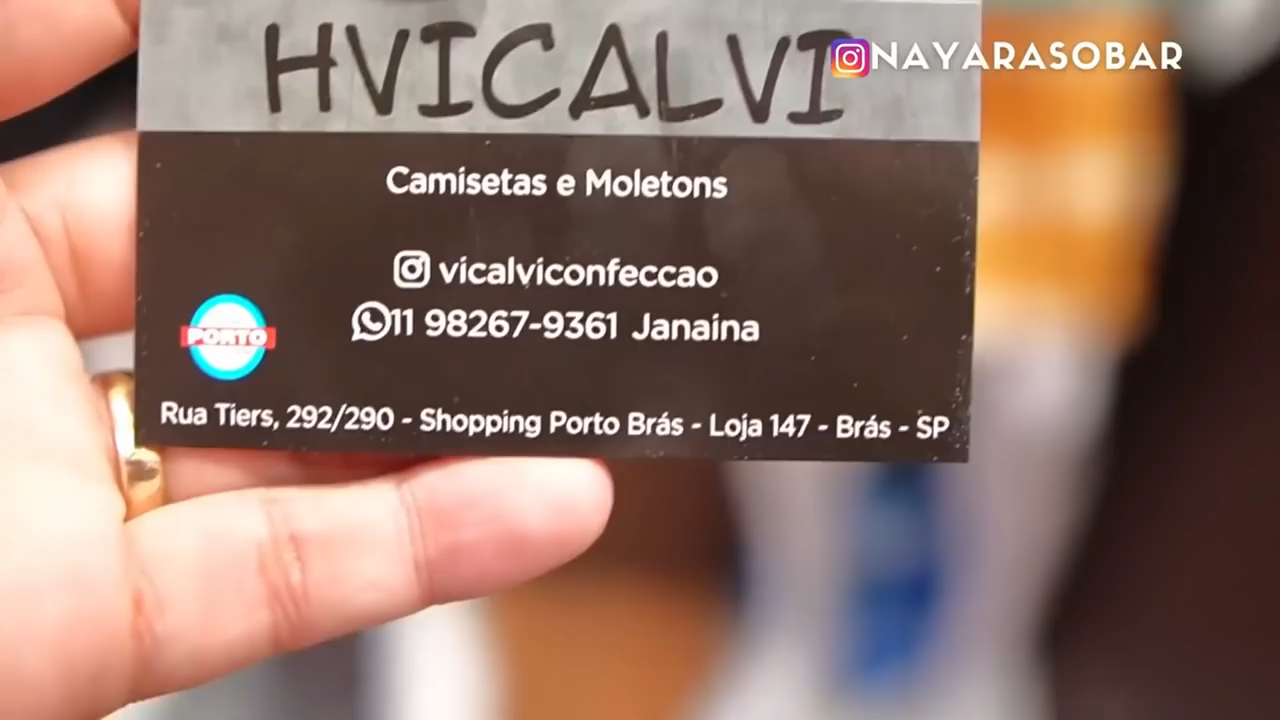 HVICALVI
NAYARASOBAR
Camisetas e Moletons
vicalviconfeccao
11 98267-9361 Janaina
PORTO
Rua Tiers, 292/290 - Shopping Porto Brás - Loja 147 - Brás - SP